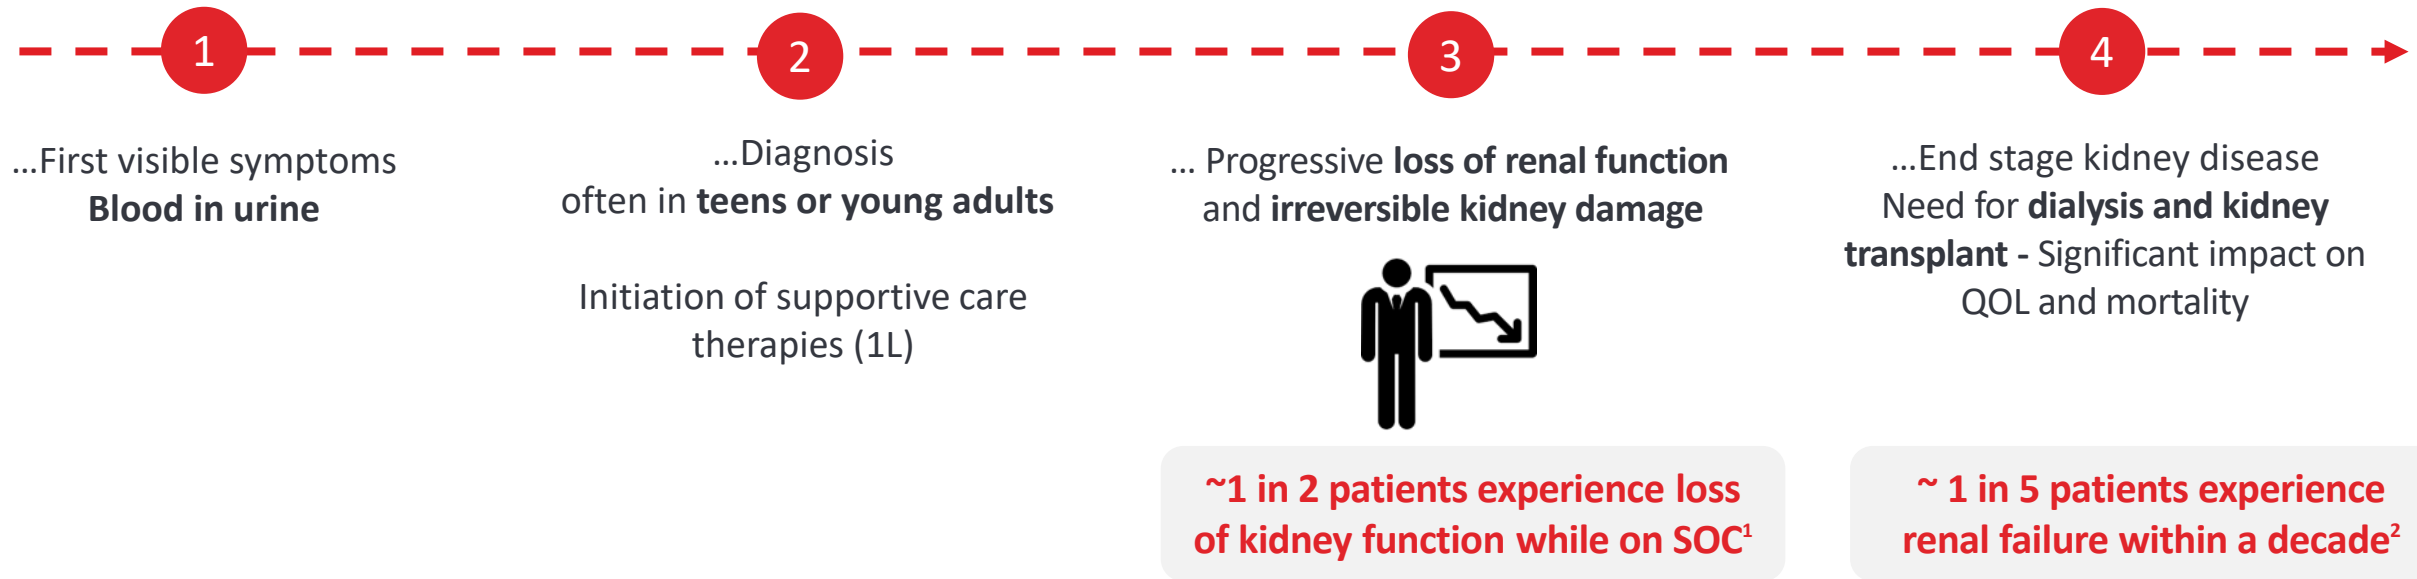 1
...First visible symptoms
Blood in urine
2
...Diagnosis
often in teens or young adults
Initiation of supportive care
therapies (1L)
3
... Progressive loss of renal function
and irreversible kidney damage
~1 in 2 patients experience loss
of kidney function while on SOC¹
4
...End stage kidney disease
Need for dialysis and kidney
transplant - Significant impact on
QOL and mortality
~ 1 in 5 patients experience
renal failure within a decade²